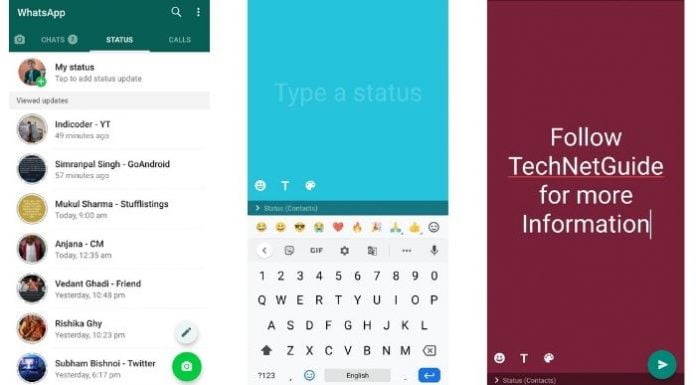 WhatsApp
CHATS 7 STATUS CALLS
My status
Tap to add status update
Viewed updates
Indicoder - YT
49 minutes ago
Simranpal Singh - GoAndroid
57 minutes ago
Mukul Sharma - Stufflistings
Today, 9:00 am
Anjana - CM
Today, 12:35 am
Vedant Ghadi - Friend
Yesterday, 10:48 pm
Rishika Ghy
Yesterday, 10:23 pm
Subham Bishnoi - Twitter
Yesterday, 6:17 pm
Type a status
T
Status (Contacts)
GIF
1 2 3 4 5 6 7 8 9 0
Q W E R T Y U I O P
A S D F G H J K L
Z X C V B N M
?123 , English .
Follow
TechNetGuide
for more
Information
T
Status (Contacts)